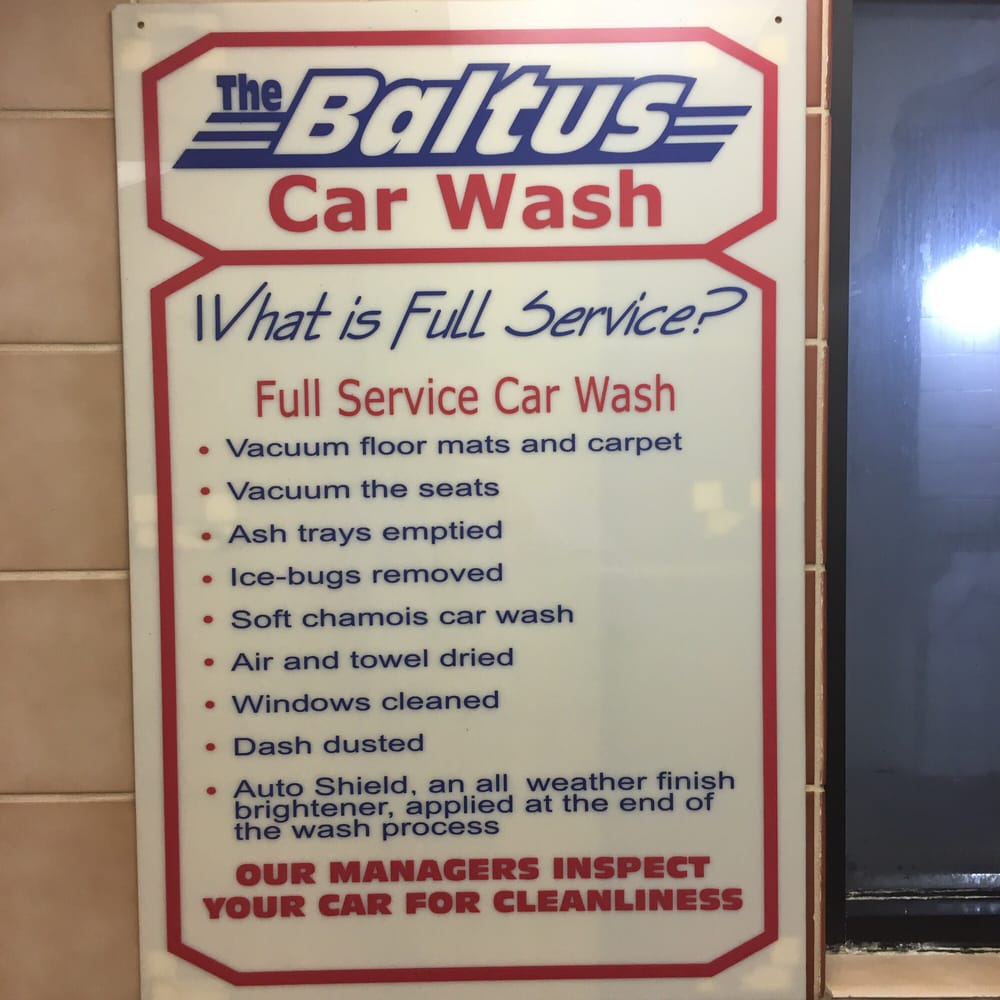 The Baltus
Car Wash
What is Full Service?
Full Service Car Wash
• Vacuum floor mats and carpet
• Vacuum the seats
• Ash trays emptied
• Ice-bugs removed
• Soft chamois car wash
• Air and towel dried
• Windows cleaned
• Dash dusted
• Auto Shield, an all weather finish
brightener, applied at the end of
the wash process
OUR MANAGERS INSPECT
YOUR CAR FOR CLEANLINESS